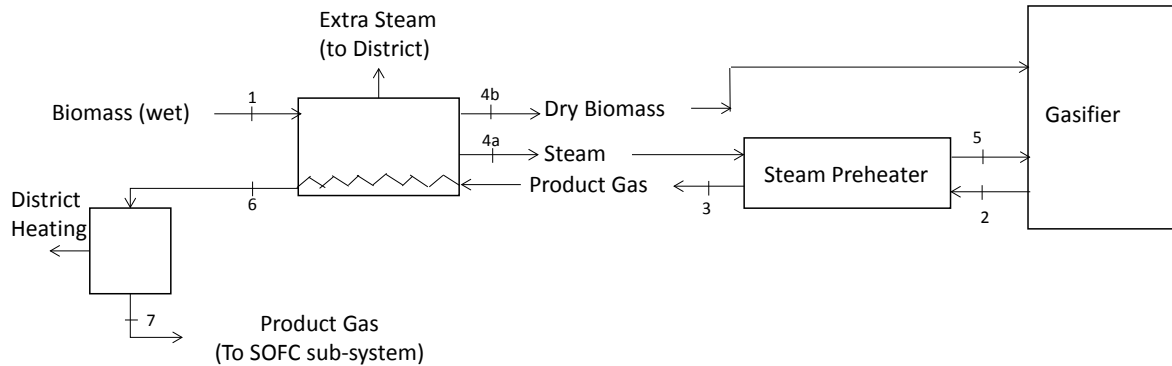 Extra Steam
(to District)
Biomass (wet)
1
4b
Dry Biomass
Gasifier
4a
Steam
5
Steam Preheater
Product Gas
6
3
2
District
Heating
7
Product Gas
(To SOFC sub-system)